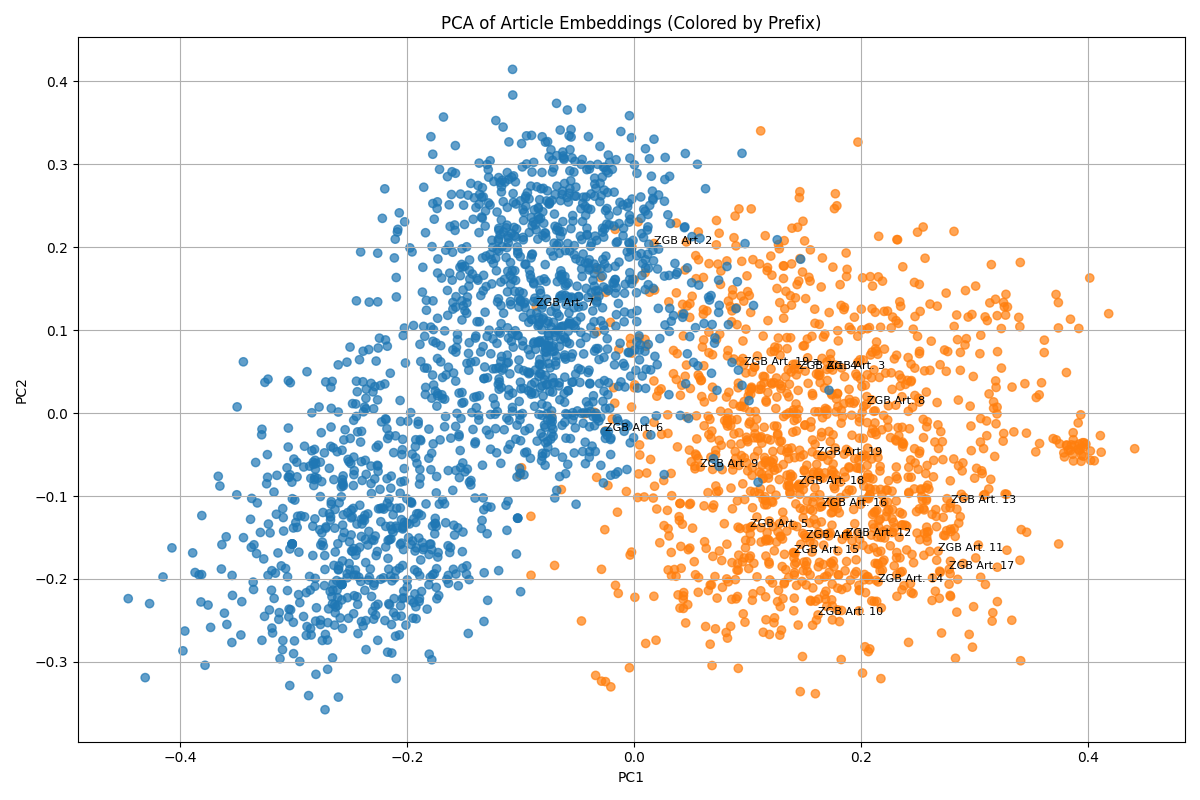 PCA of Article Embeddings (Colored by Prefix)
PC2
0.4
0.3
0.2
0.1
0.0
−0.1
−0.2
−0.3
ZGB Art. 2
ZGB Art. 7
ZGB Art. 19
ZGB Art. 3
ZGB Art. 8
ZGB Art. 6
ZGB Art. 19
ZGB Art. 9
ZGB Art. 18
ZGB Art. 13
ZGB Art. 16
ZGB Art. 5
ZGB Art. 12
ZGB Art. 15
ZGB Art. 11
ZGB Art. 17
ZGB Art. 14
ZGB Art. 10
−0.4
−0.2
0.0
0.2
0.4
PC1